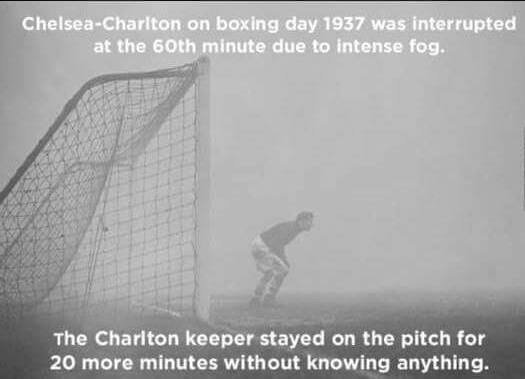 Chelsea-Charlton on boxing day 1937 was interrupted
at the 60th minute due to intense fog.
The Charlton keeper stayed on the pitch for
20 more minutes without knowing anything.